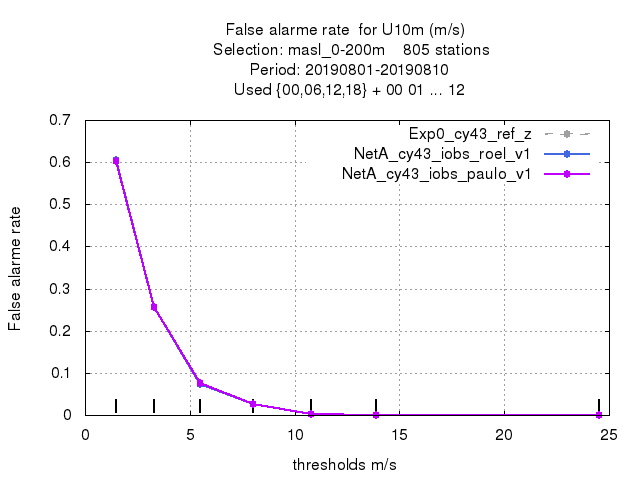 False alarme rate  for U10m (m/s)
Selection: masl_0-200m    805 stations
Period: 20190801-20190810
Used {00,06,12,18} + 00 01 ... 12
Exp0_cy43_ref_z
NetA_cy43_iobs_roel_v1
NetA_cy43_iobs_paulo_v1
False alarme rate
0.7
0.6
0.5
0.4
0.3
0.2
0.1
0
0 5 10 15 20 25
thresholds m/s